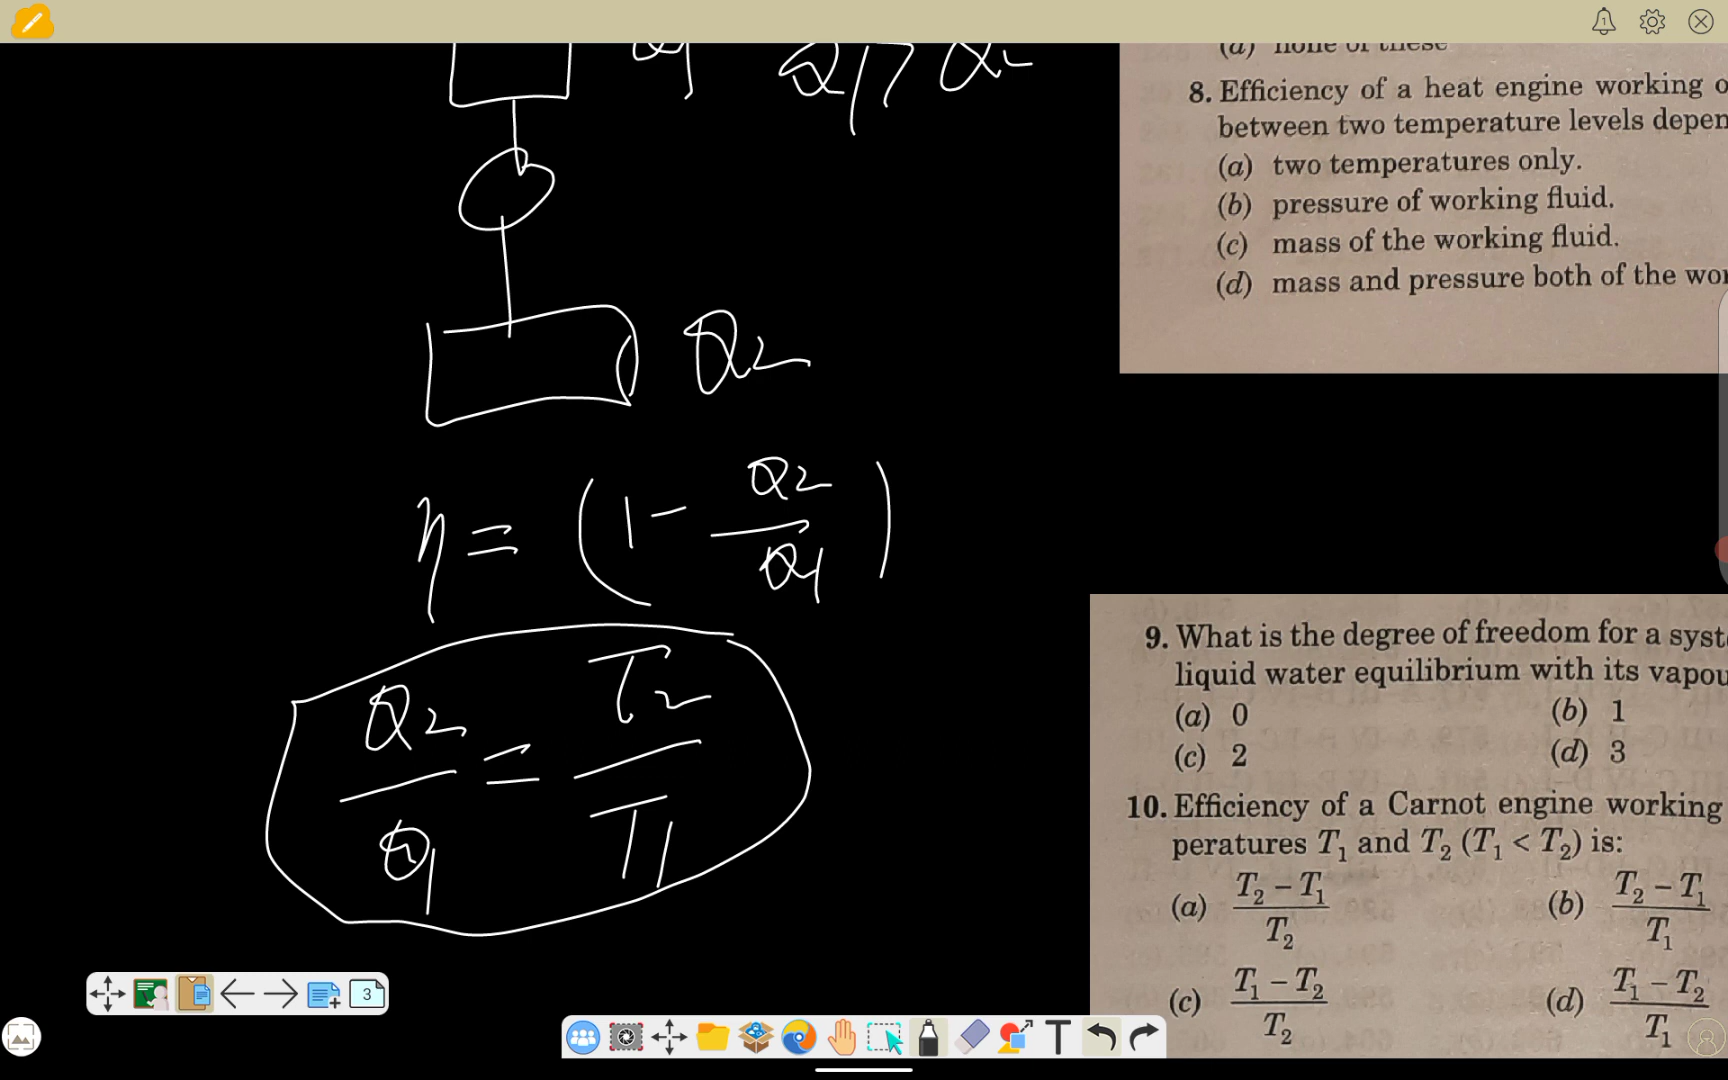 Q1 Q1 > Q2
Q2
η = (1 - Q2/Q1)
Q2/Q1 = T2/T1
(d) none of these
8. Efficiency of a heat engine working o
between two temperature levels depen
(a) two temperatures only.
(b) pressure of working fluid.
(c) mass of the working fluid.
(d) mass and pressure both of the wor
9. What is the degree of freedom for a syst
liquid water equilibrium with its vapou
(a) 0 (b) 1
(c) 2 (d) 3
10. Efficiency of a Carnot engine working
peratures T₁ and T₂ (T₁ < T₂) is:
(a) T₂ – T₁ / T₂ (b) T₂ – T₁ / T₁
(c) T₁ – T₂ / T₂ (d) T₁ – T₂ / T₁
3
T
1